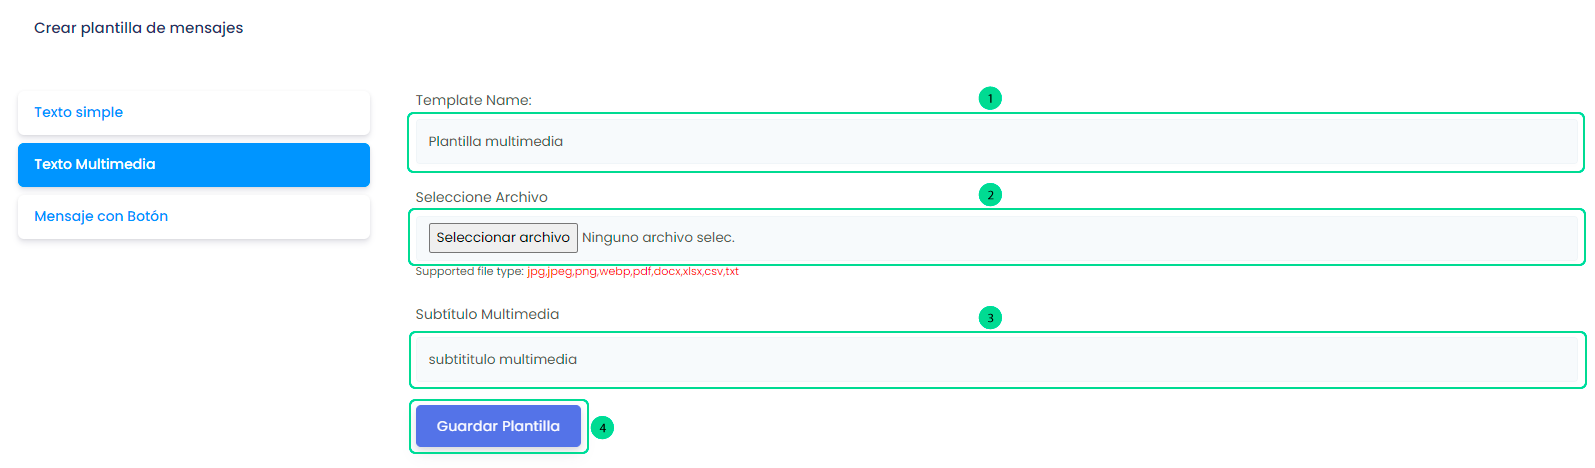 Crear plantilla de mensajes
Texto simple
Texto Multimedia
Mensaje con Botón
Template Name:
1
Plantilla multimedia
Seleccione Archivo
2
Seleccionar archivo Ninguno archivo selec.
Supported file type: jpg,jpeg,png,webp,pdf,docx,xlsx,csv,txt
Subtítulo Multimedia
3
subtititulo multimedia
Guardar Plantilla
4